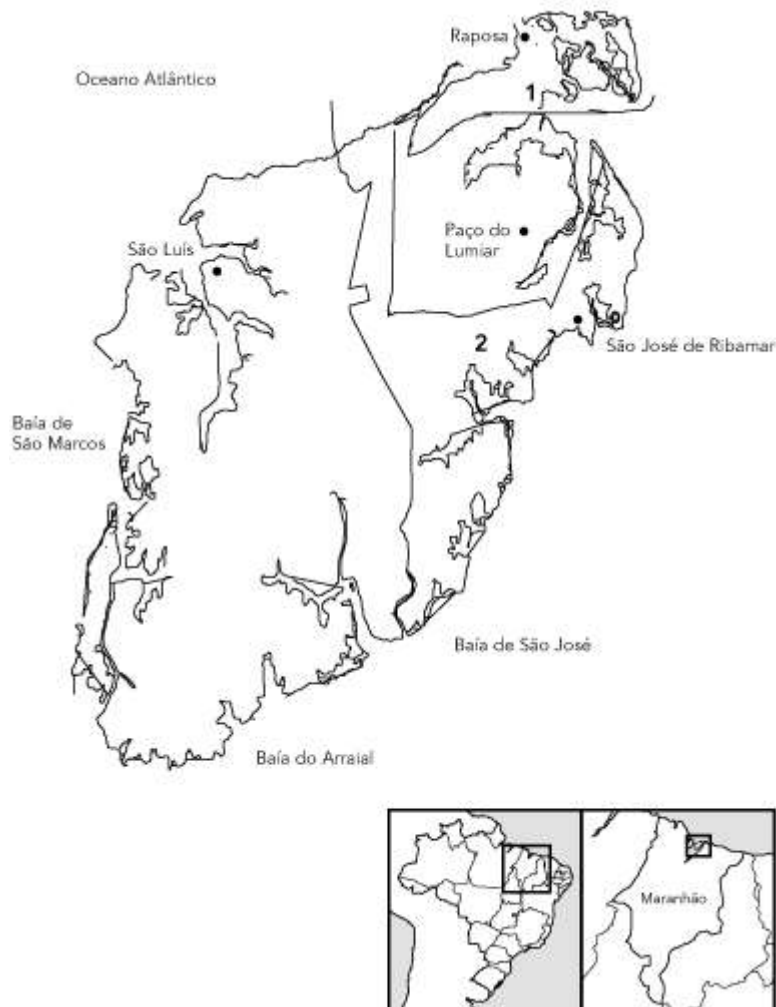 Raposa
Oceano Atlântico
1
Paço do
Lumiar
São Luís
2
São José de Ribamar
Baía de
São Marcos
Baía de São José
Baía do Arraial
Maranhão